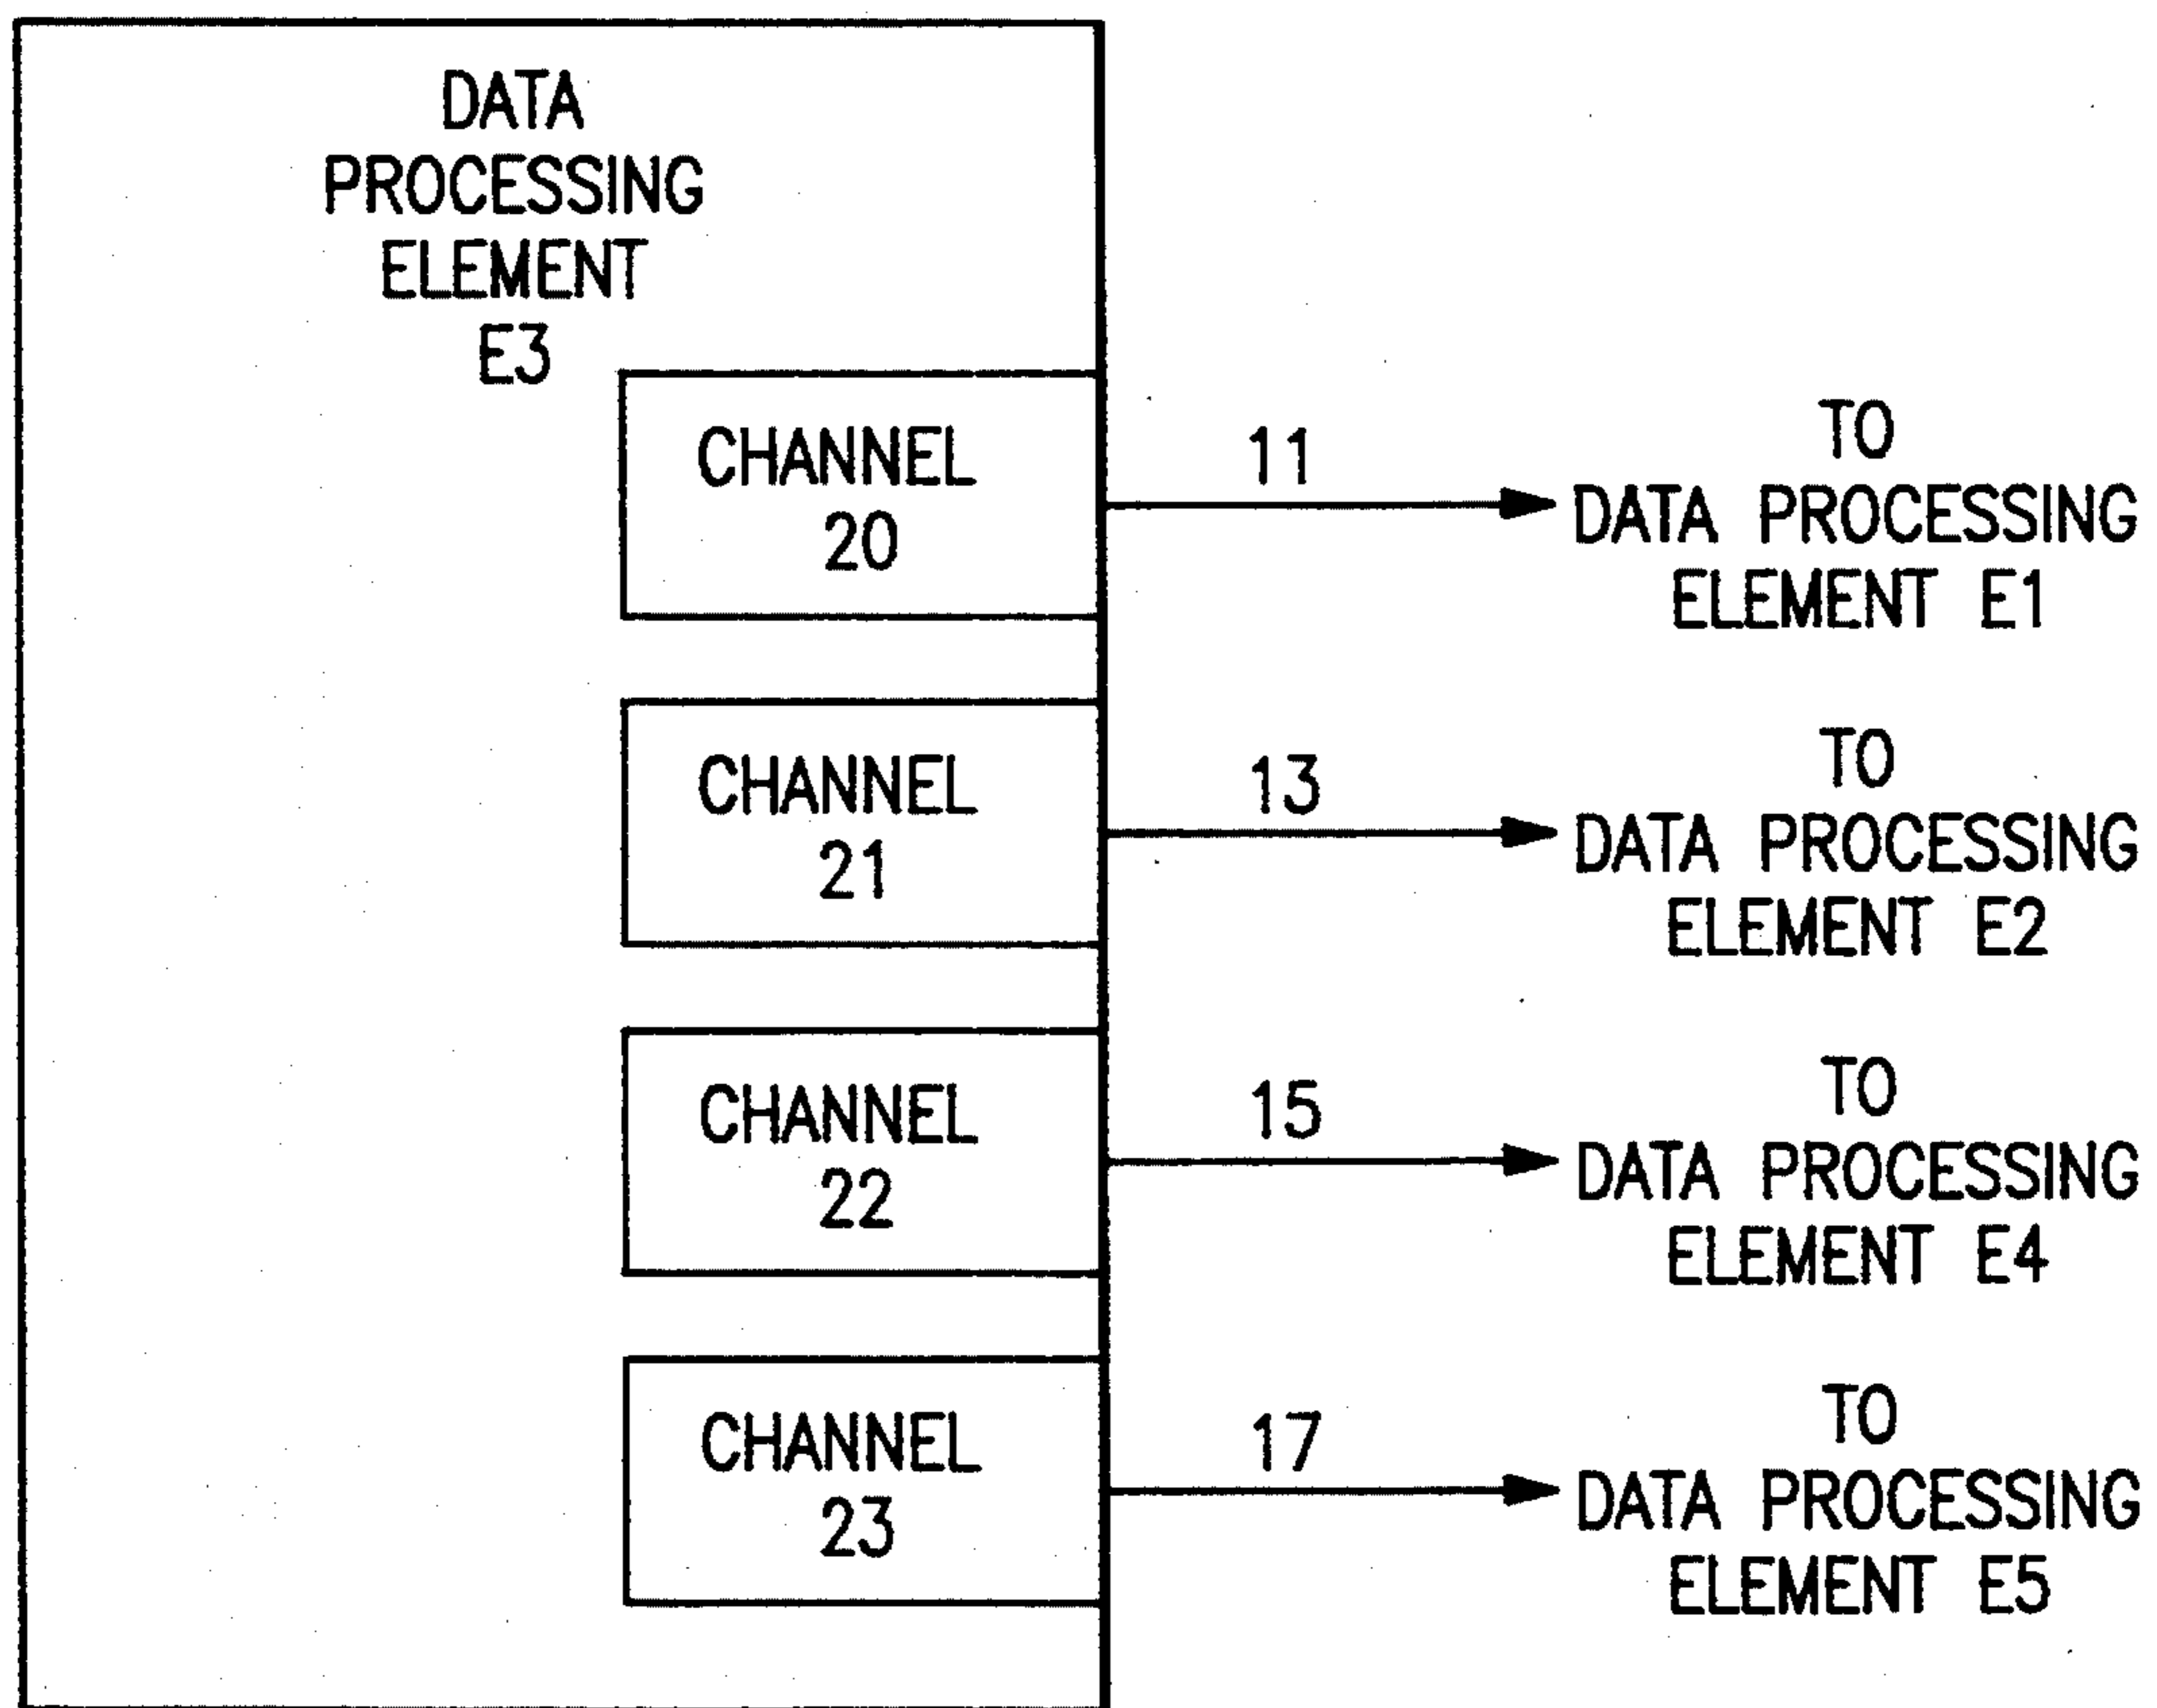 DATA
PROCESSING
ELEMENT
E3
CHANNEL
20
11
TO
DATA PROCESSING
ELEMENT E1
CHANNEL
21
13
TO
DATA PROCESSING
ELEMENT E2
CHANNEL
22
15
TO
DATA PROCESSING
ELEMENT E4
CHANNEL
23
17
TO
DATA PROCESSING
ELEMENT E5